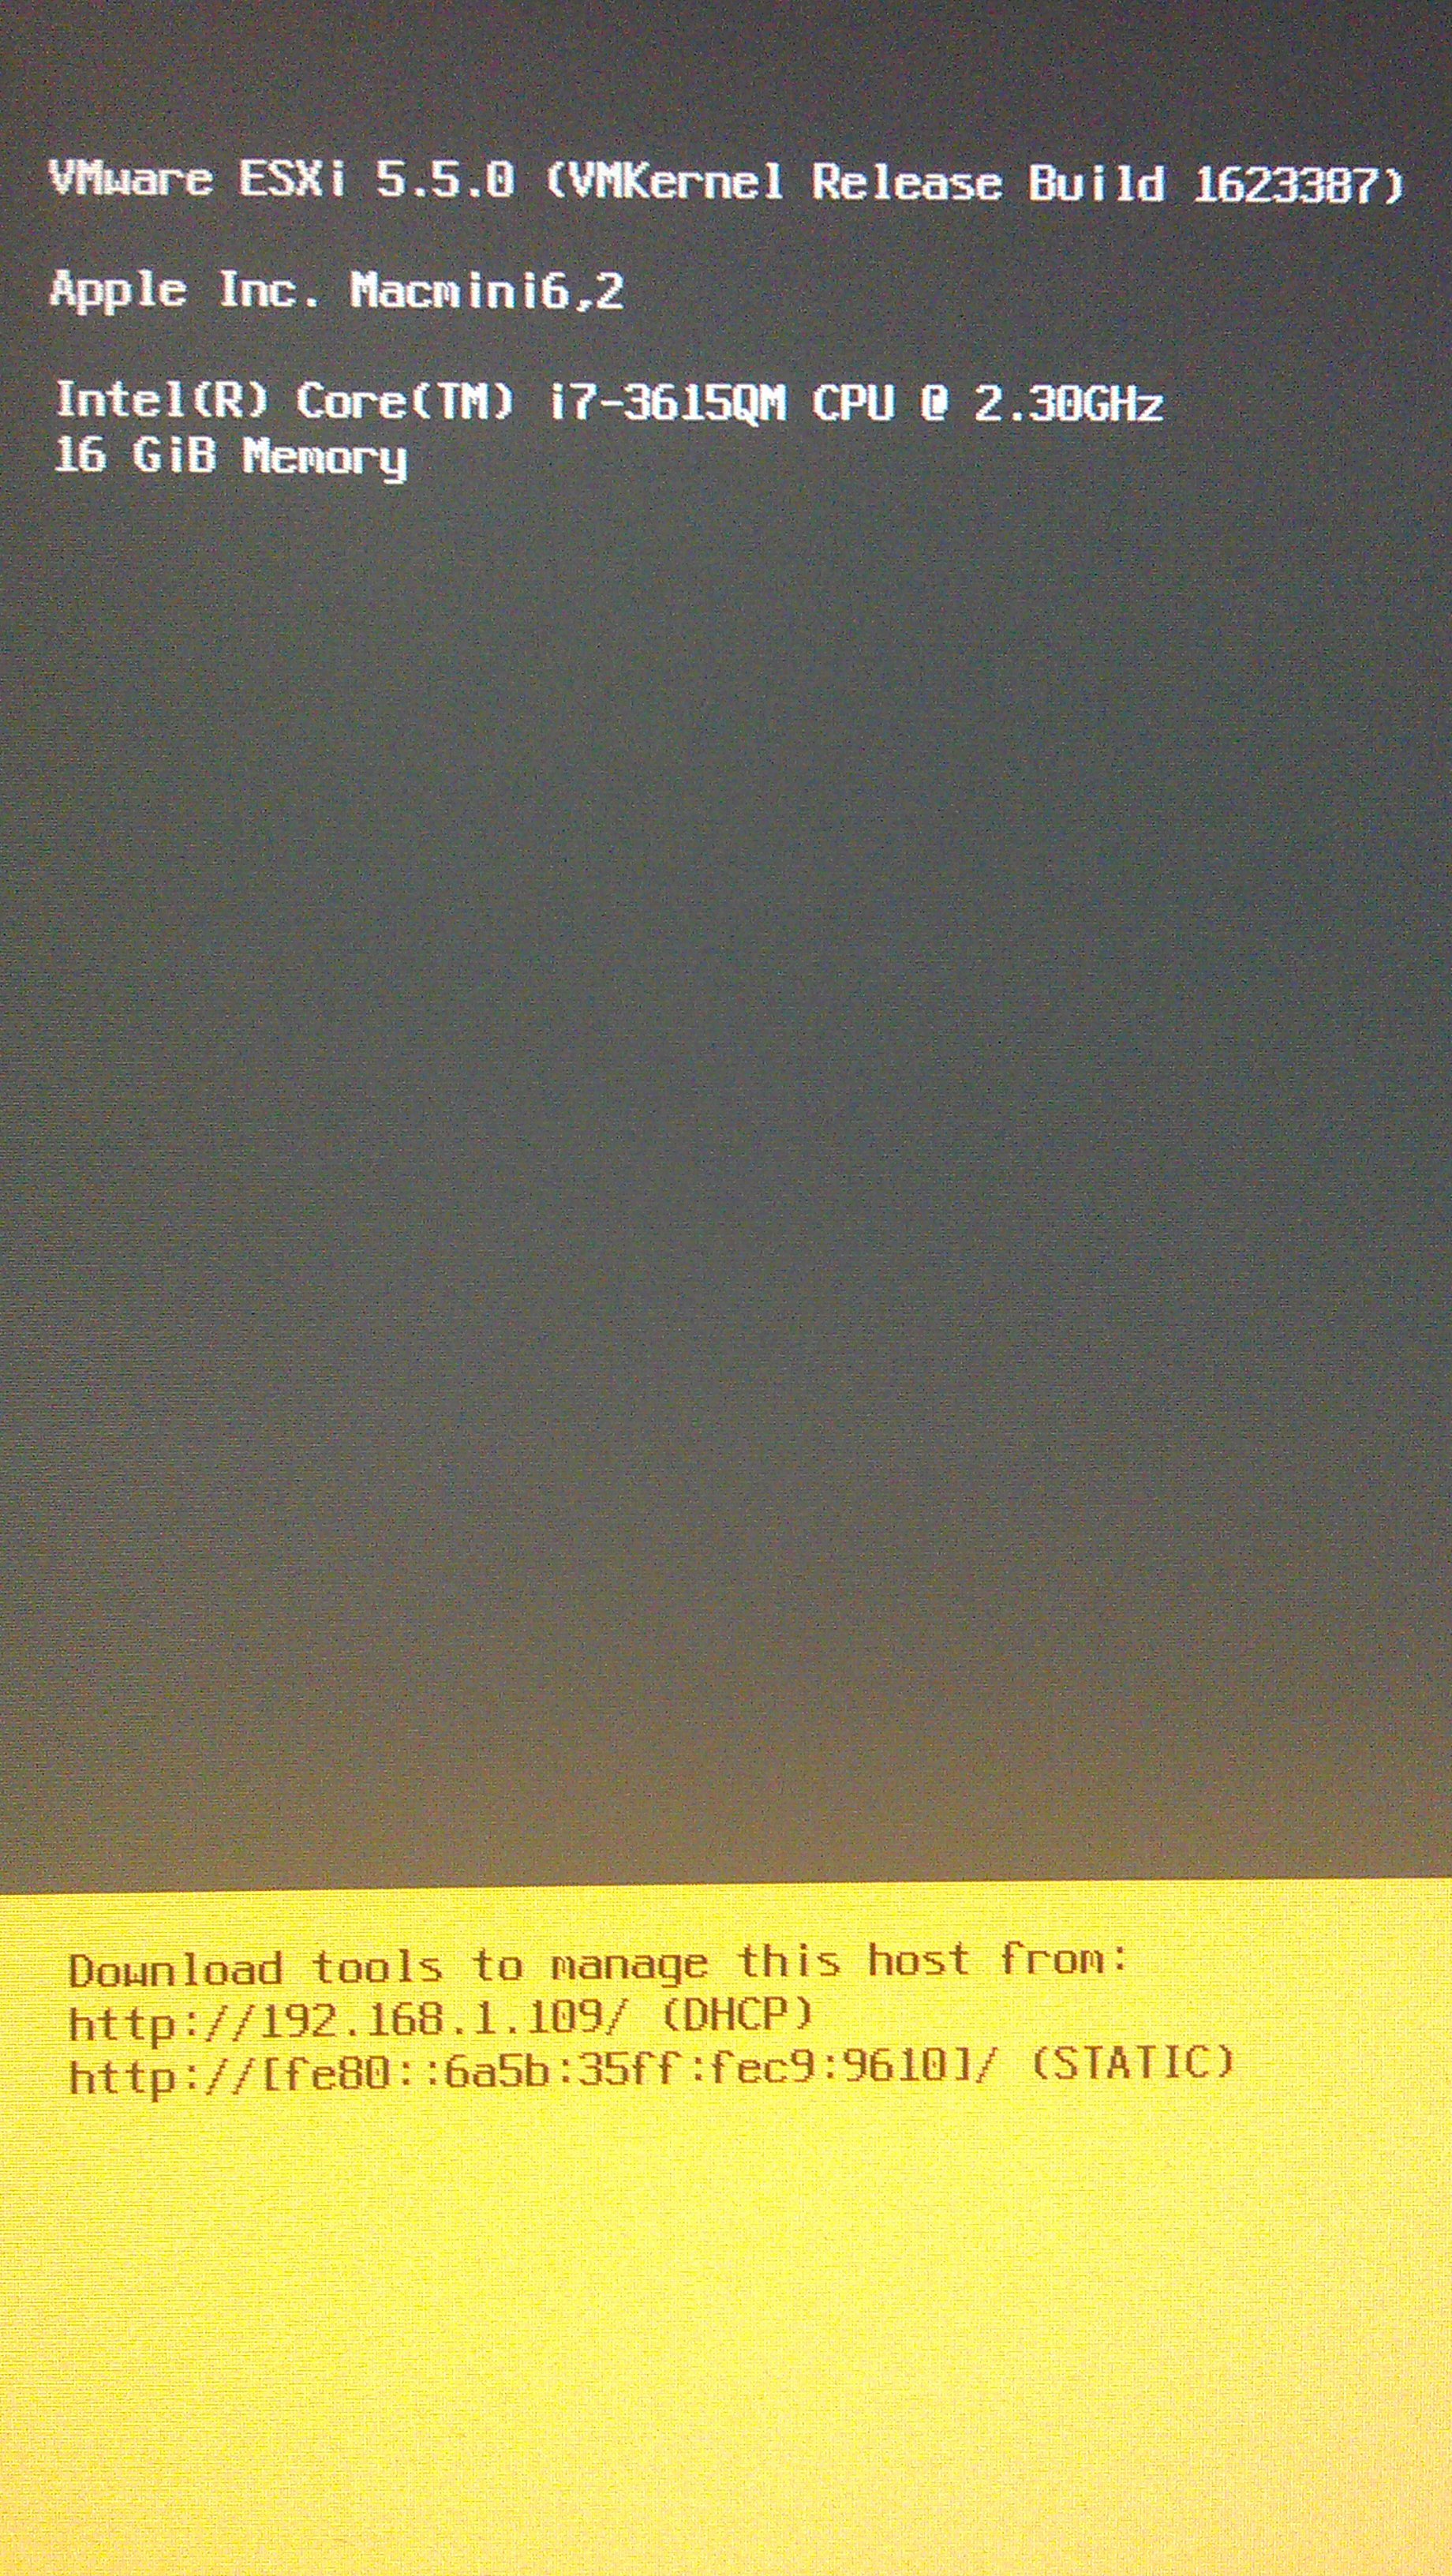 VMware ESXi 5.5.0 (VMKernel Release Build 1623387)
Apple Inc. Macmini6,2
Intel(R) Core(TM) i7-3615QM CPU @ 2.30GHz
16 GiB Memory
Download tools to manage this host from:
http://192.168.1.109/ (DHCP)
http://[fe80::6a5b:35ff:fec9:9610]/ (STATIC)